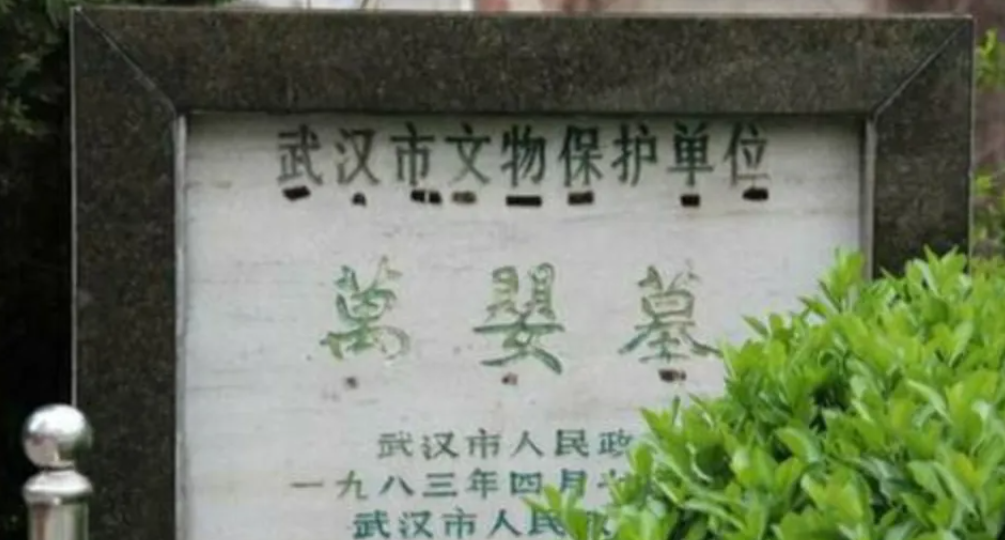 武汉市文物保护单位
萬嬰墓
武汉市人民政
一九八三年四月
武汉市人民